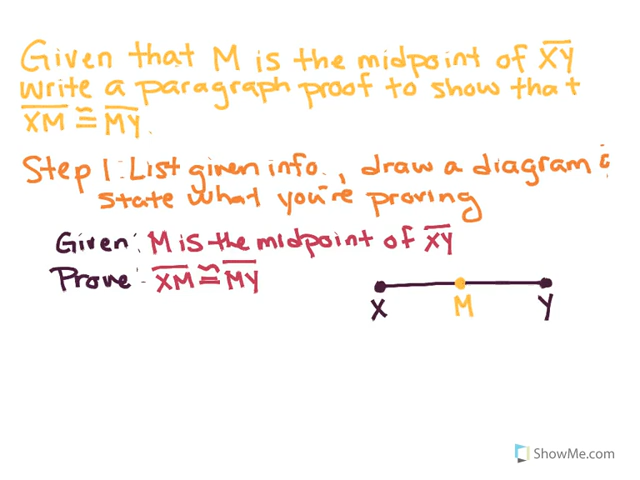 Given that M is the midpoint of XY
write a paragraph proof to show that
XM ≅ MY.
Step 1: List given info., draw a diagram &
state what you're proving
Given: M is the midpoint of XY
Prove: XM ≅ MY
X M Y
ShowMe.com